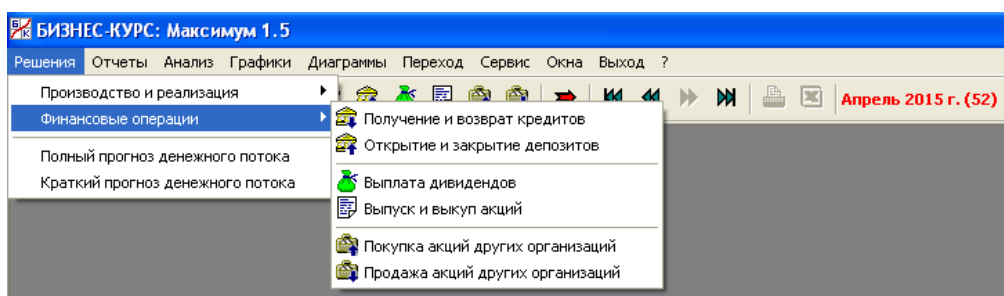 БИЗНЕС-КУРС: Максимум 1.5
Решения Отчеты Анализ Графики Диаграммы Переход Сервис Окна Выход ?
Производство и реализация
Апрель 2015 г. (52)
Финансовые операции
Получение и возврат кредитов
Открытие и закрытие депозитов
Полный прогноз денежного потока
Краткий прогноз денежного потока
Выплата дивидендов
Выпуск и выкуп акций
Покупка акций других организаций
Продажа акций других организаций